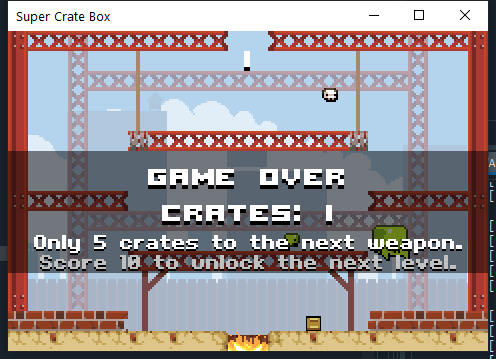 Super Crate Box
1
GAME OVER
CRATES: 1
Only 5 crates to the next weapon.
Score 10 to unlock the next level.